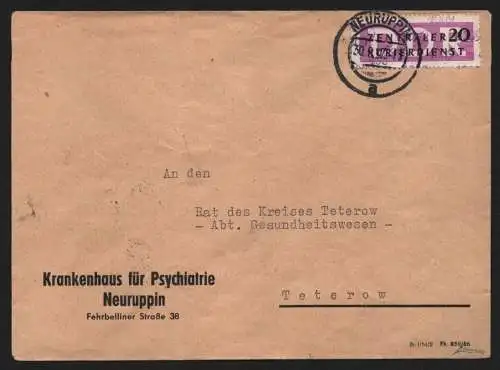 NEURUPPIN
a
ZENTRALER 20
KURIERDIENST
An den
Rat des Kreises Teterow
- Abt. Gesundheitswesen -
Krankenhaus für Psychiatrie
Neuruppin
Fehrbelliner Straße 38
Teterow